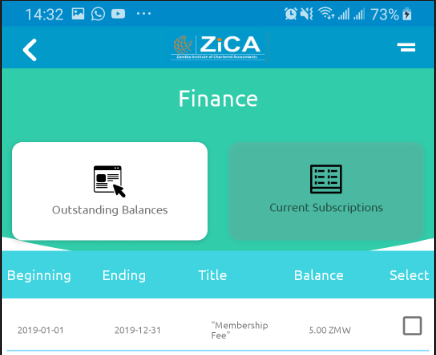 14:32 73%
ZiCA
Zambia Institute of Chartered Accountants
Finance
Outstanding Balances Current Subscriptions
Beginning Ending Title Balance Select
2019-01-01 2019-12-31 "Membership Fee" 5.00 ZMW